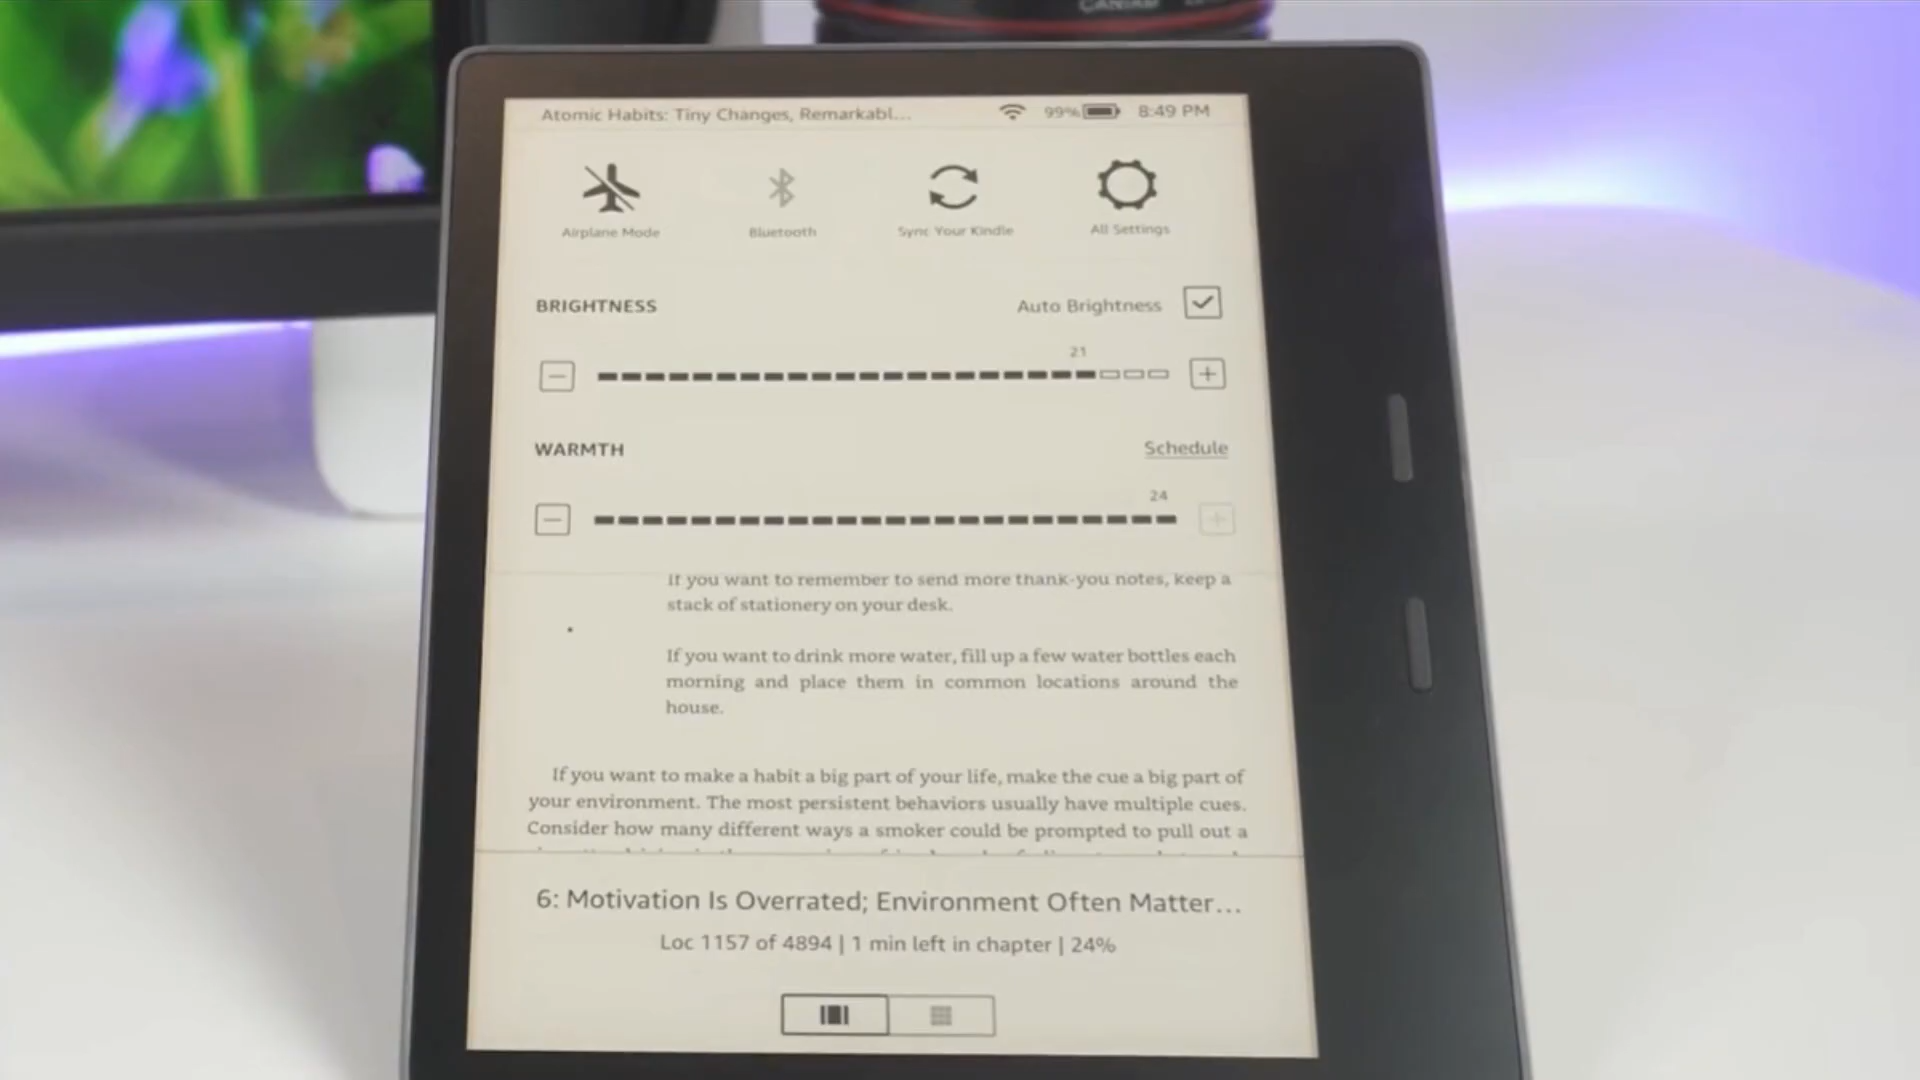 Atomic Habits: Tiny Changes, Remarkabl...
99%
8:49 PM
Airplane Mode
Bluetooth
Sync Your Kindle
All Settings
BRIGHTNESS
Auto Brightness
21
WARMTH
Schedule
24
If you want to remember to send more thank-you notes, keep a
stack of stationery on your desk.
If you want to drink more water, fill up a few water bottles each
morning and place them in common locations around the
house.
If you want to make a habit a big part of your life, make the cue a big part of
your environment. The most persistent behaviors usually have multiple cues.
Consider how many different ways a smoker could be prompted to pull out a
6: Motivation Is Overrated; Environment Often Matter...
Loc 1157 of 4894 | 1 min left in chapter | 24%